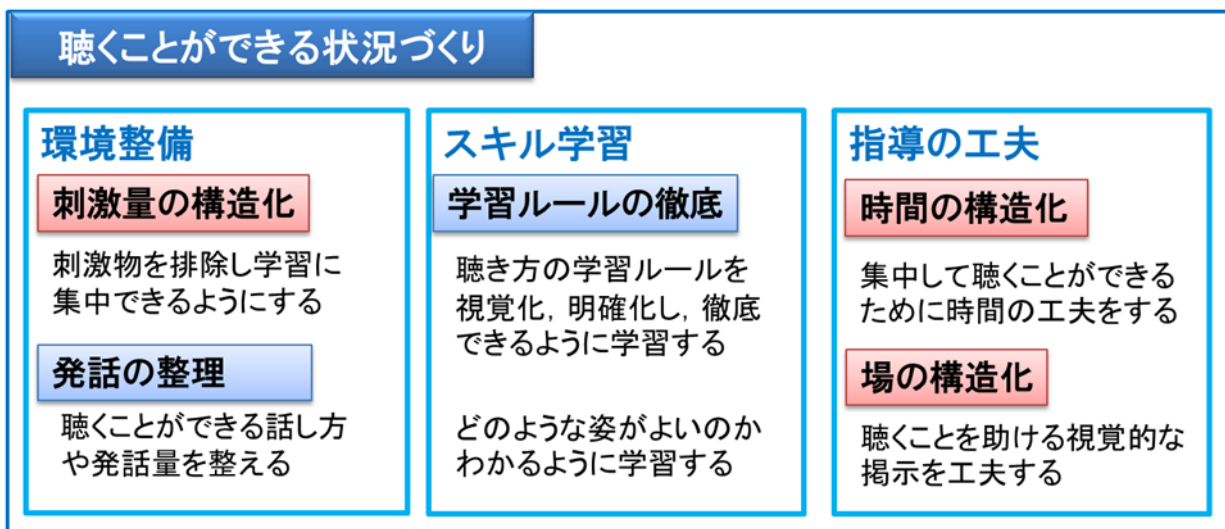 聴くことができる状況づくり
環境整備
刺激量の構造化
刺激物を排除し学習に
集中できるようにする
発話の整理
聴くことができる話し方
や発話量を整える
スキル学習
学習ルールの徹底
聴き方の学習ルールを
視覚化，明確化し，徹底
できるように学習する
どのような姿がよいのか
わかるように学習する
指導の工夫
時間の構造化
集中して聴くことができる
ために時間の工夫をする
場の構造化
聴くことを助ける視覚的な
掲示を工夫する